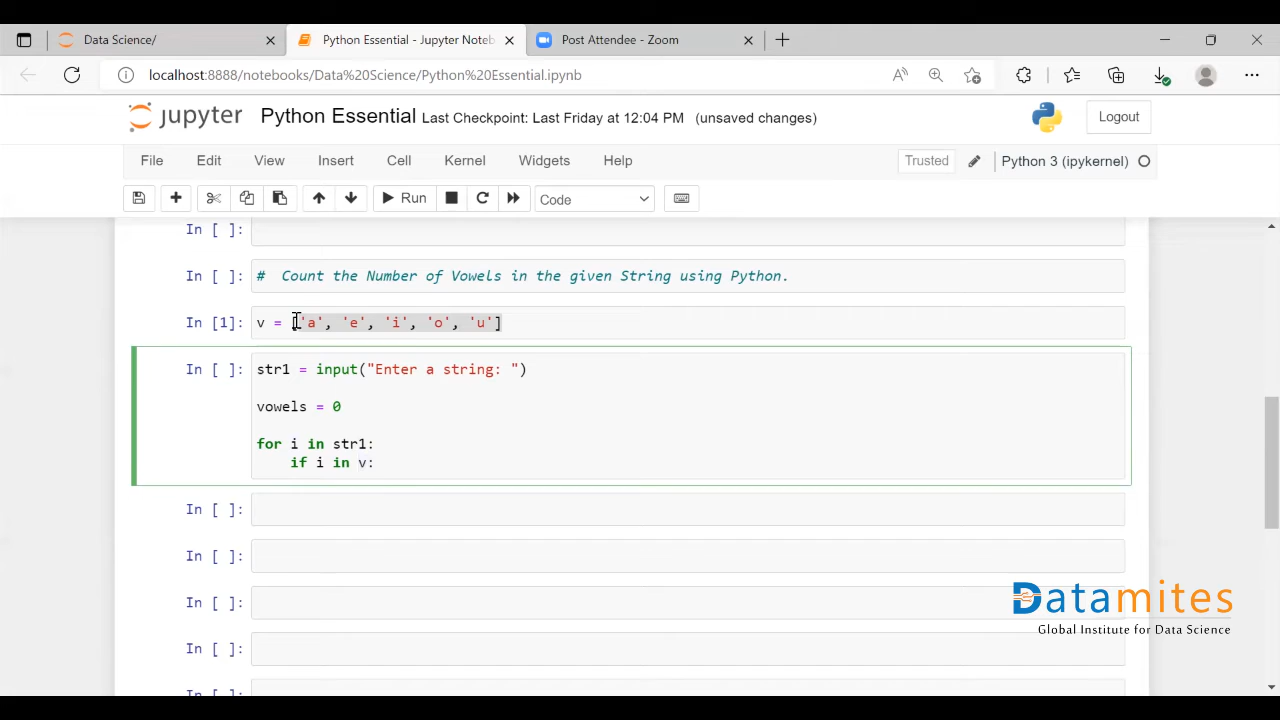 Data Science/
Python Essential - Jupyter Noteb
Post Attendee - Zoom
localhost:8888/notebooks/Data%20Science/Python%20Essential.ipynb
jupyter Python Essential Last Checkpoint: Last Friday at 12:04 PM (unsaved changes)
Logout
File Edit View Insert Cell Kernel Widgets Help
Trusted
Python 3 (ipykernel)
Run
Code
In [ ]:
In [ ]: # Count the Number of Vowels in the given String using Python.
In [1]: v = ['a', 'e', 'i', 'o', 'u']
In [ ]: str1 = input("Enter a string: ")
vowels = 0
for i in str1:
if i in v:
In [ ]:
In [ ]:
In [ ]:
In [ ]:
In [ ]:
Datamites
Global Institute for Data Science